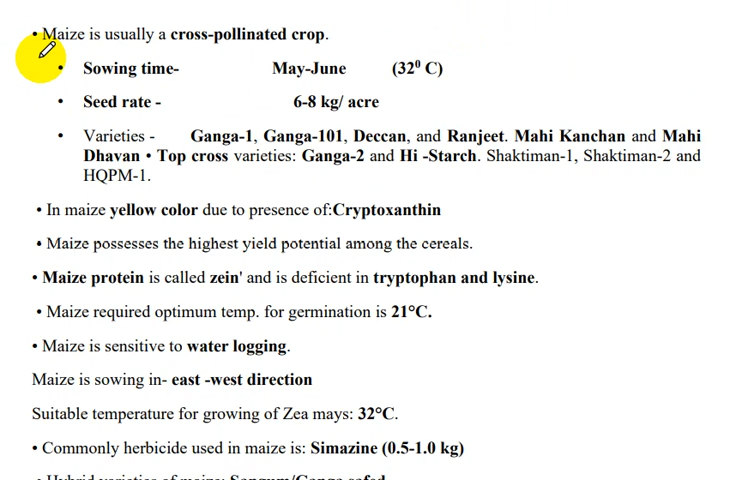 • Maize is usually a cross-pollinated crop.
• Sowing time- May-June (32⁰ C)
• Seed rate - 6-8 kg/ acre
• Varieties - Ganga-1, Ganga-101, Deccan, and Ranjeet. Mahi Kanchan and Mahi
Dhavan • Top cross varieties: Ganga-2 and Hi -Starch. Shaktiman-1, Shaktiman-2 and
HQPM-1.
• In maize yellow color due to presence of:Cryptoxanthin
• Maize possesses the highest yield potential among the cereals.
• Maize protein is called zein' and is deficient in tryptophan and lysine.
• Maize required optimum temp. for germination is 21°C.
• Maize is sensitive to water logging.
Maize is sowing in- east -west direction
Suitable temperature for growing of Zea mays: 32°C.
• Commonly herbicide used in maize is: Simazine (0.5-1.0 kg)
• Hybrid varieties of maize: